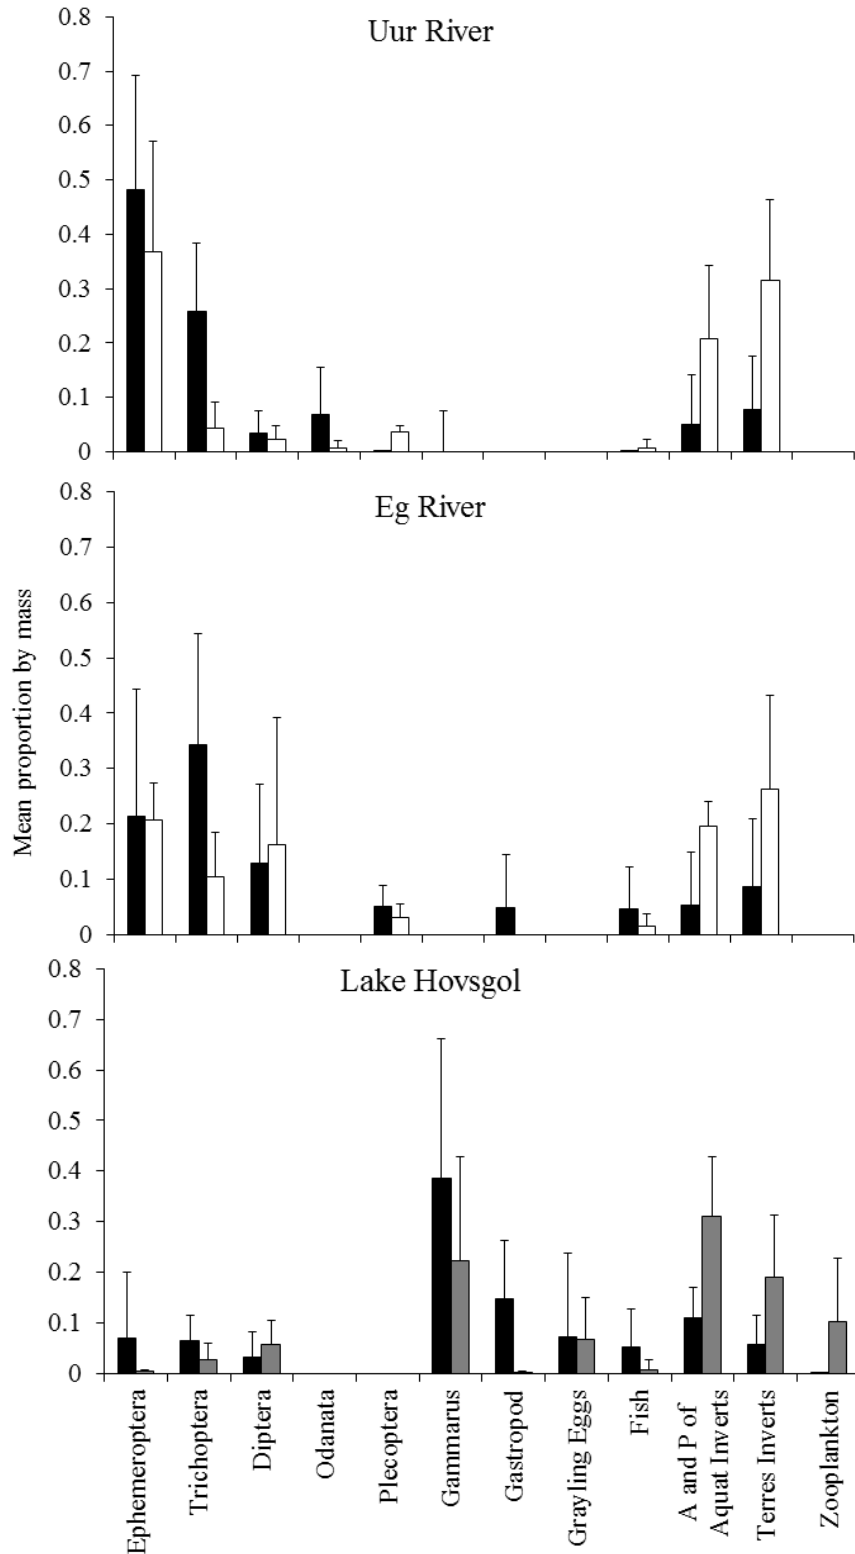 Uur River
0.8
0.7
0.6
0.5
0.4
0.3
0.2
0.1
0
Eg River
0.8
0.7
0.6
0.5
0.4
0.3
0.2
0.1
0
Mean proportion by mass
Lake Hovsgol
0.8
0.7
0.6
0.5
0.4
0.3
0.2
0.1
0
Ephemeroptera
Trichoptera
Diptera
Odanata
Plecoptera
Gammarus
Gastropod
Grayling Eggs
Fish
A and P of
Aquat Inverts
Terres Inverts
Zooplankton